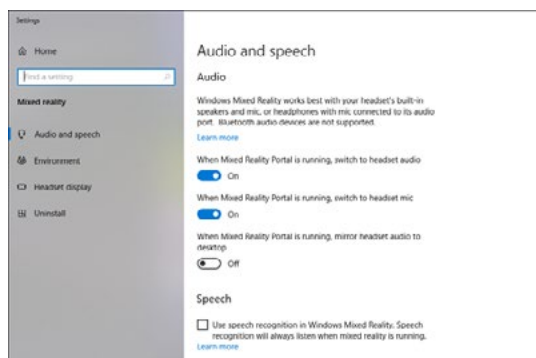 Settings
Home
Find a setting
Mixed reality
Audio and speech
Environment
Headset display
Uninstall
Audio and speech
Audio
Windows Mixed Reality works best with your headset's built-in
speakers and mic, or headphones with mic connected to its audio
port. Bluetooth audio devices are not supported.
Learn more
When Mixed Reality Portal is running, switch to headset audio
On
When Mixed Reality Portal is running, switch to headset mic
On
When Mixed Reality Portal is running, mirror headset audio to
desktop
Off
Speech
Use speech recognition in Windows Mixed Reality. Speech
recognition will always listen when mixed reality is running.
Learn more